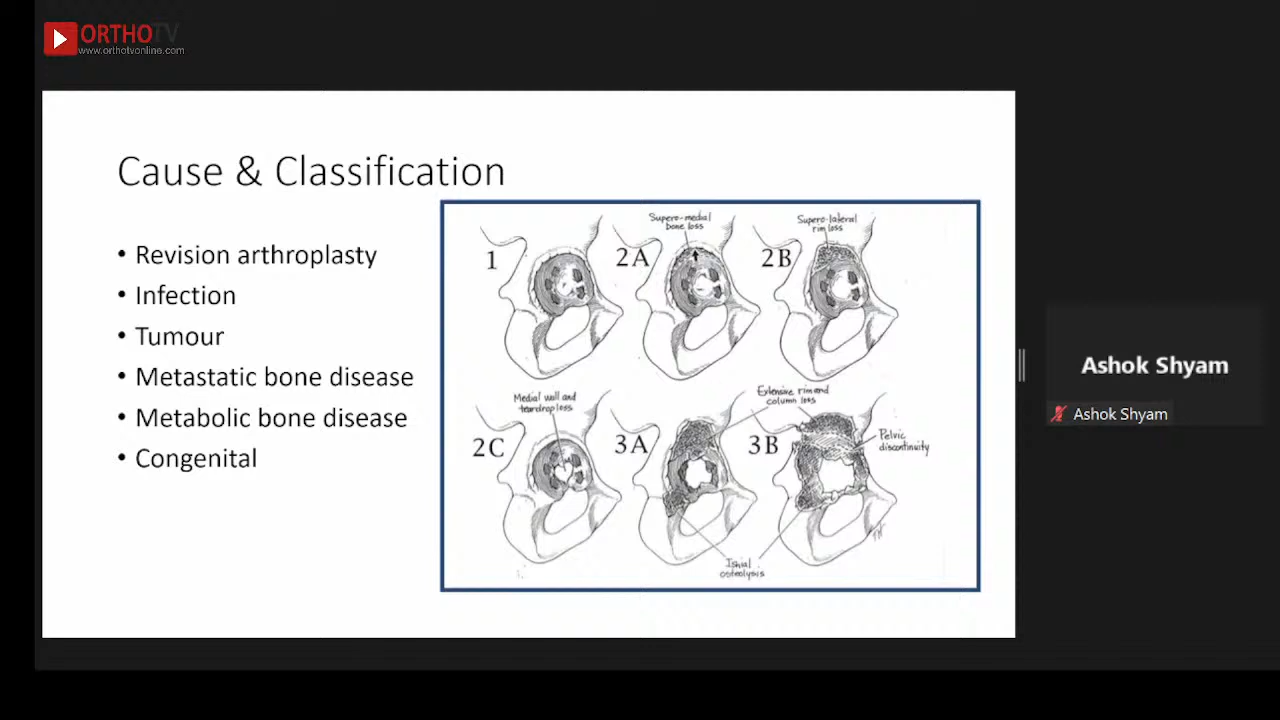 ORTHOTV
www.orthotvonline.com
Cause & Classification
• Revision arthroplasty
• Infection
• Tumour
• Metastatic bone disease
• Metabolic bone disease
• Congenital
1
2A
Supero-medial
bone loss
2B
Supero-lateral
rim loss
2C
Medial wall and
teardrop loss
3A
Extensive rim and
column loss
3B
Pelvic
discontinuity
Ishial
osteolysis
Ashok Shyam
Ashok Shyam